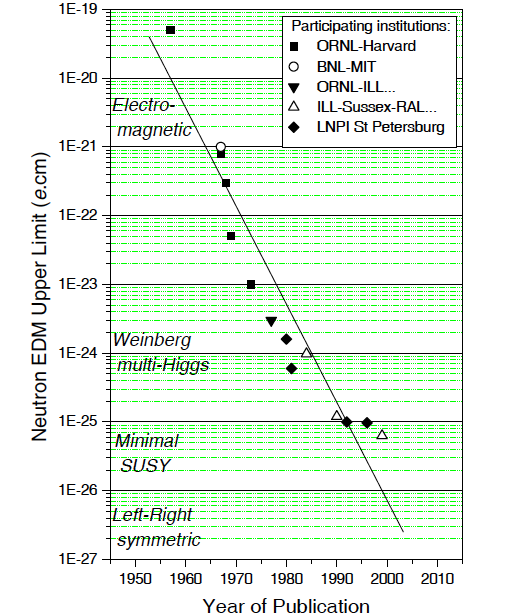 Participating institutions:
ORNL-Harvard
BNL-MIT
ORNL-ILL...
ILL-Sussex-RAL...
LNPI St Petersburg
1E-19
1E-20
1E-21
1E-22
1E-23
1E-24
1E-25
1E-26
1E-27
Neutron EDM Upper Limit (e.cm)
Electro-
magnetic
Weinberg
multi-Higgs
Minimal
SUSY
Left-Right
symmetric
1950 1960 1970 1980 1990 2000 2010
Year of Publication